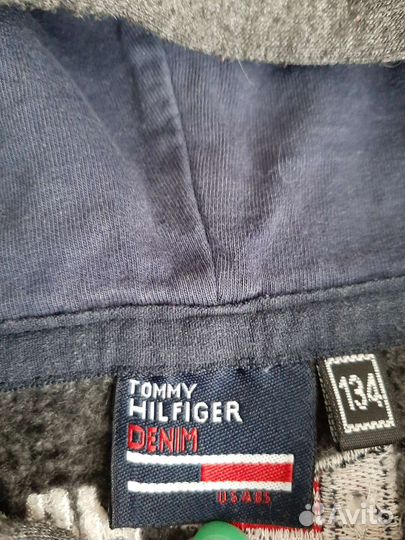 TOMMY
HILFIGER
DENIM
134
Avito